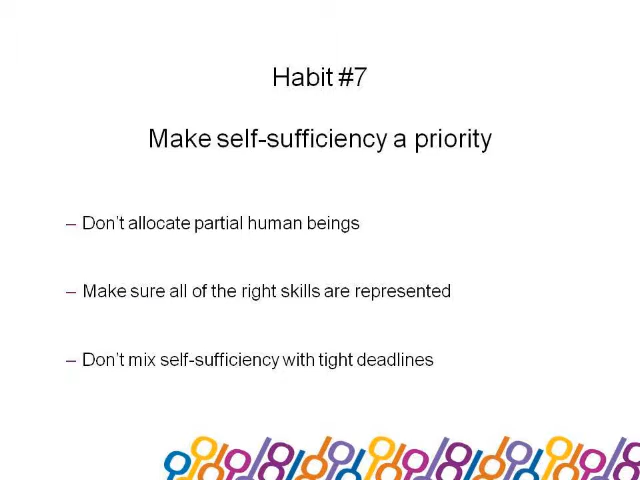 Habit #7
Make self-sufficiency a priority
– Don't allocate partial human beings
– Make sure all of the right skills are represented
– Don't mix self-sufficiency with tight deadlines